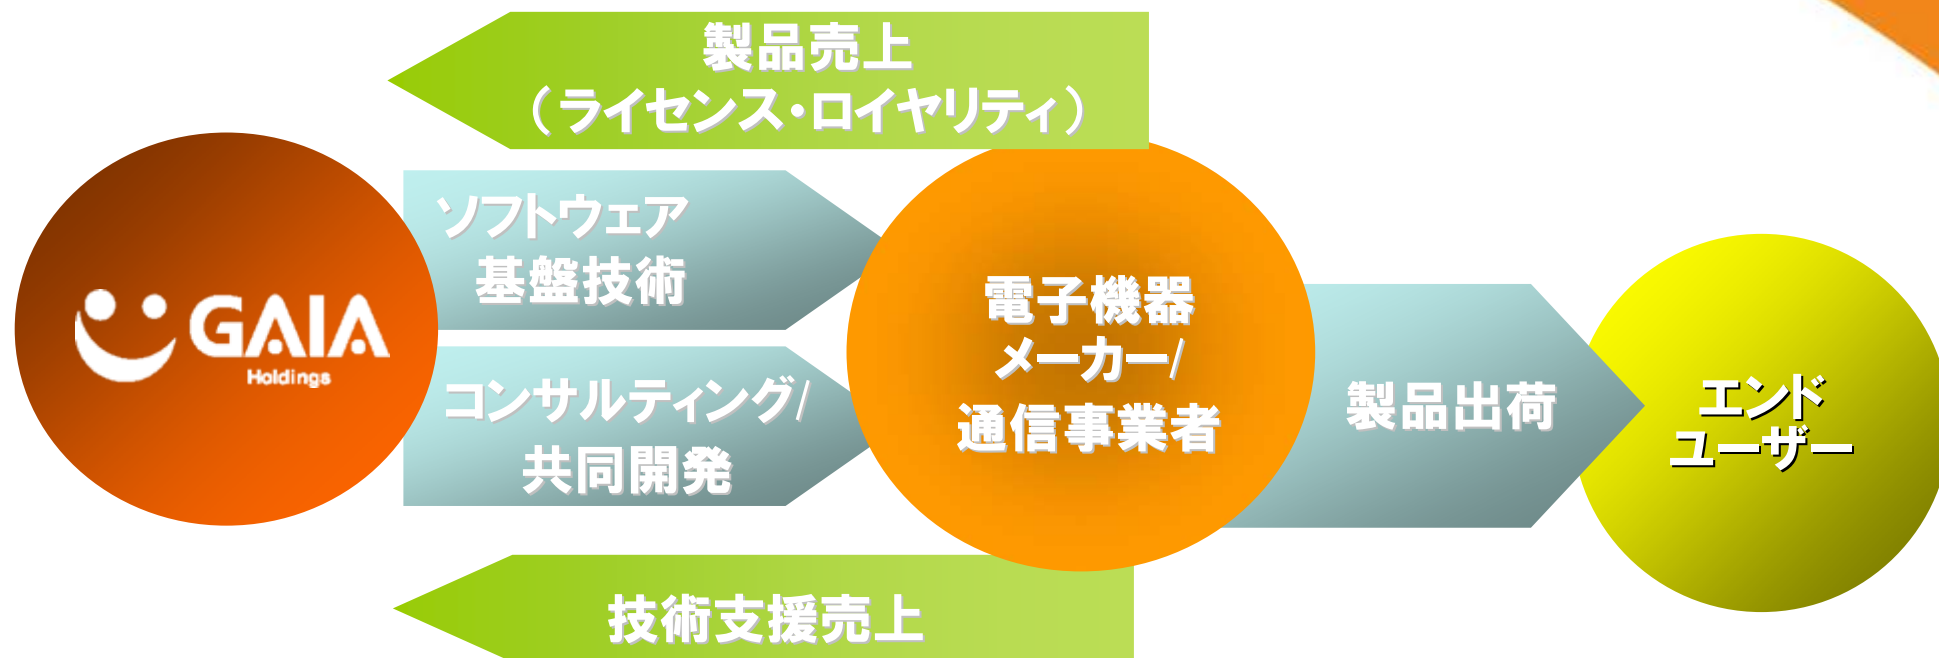 製品売上
（ライセンス・ロイヤリティ）
ソフトウェア
基盤技術
GAIA
Holdings
コンサルティング/
共同開発
電子機器
メーカー/
通信事業者
製品出荷
エンド
ユーザー
技術支援売上